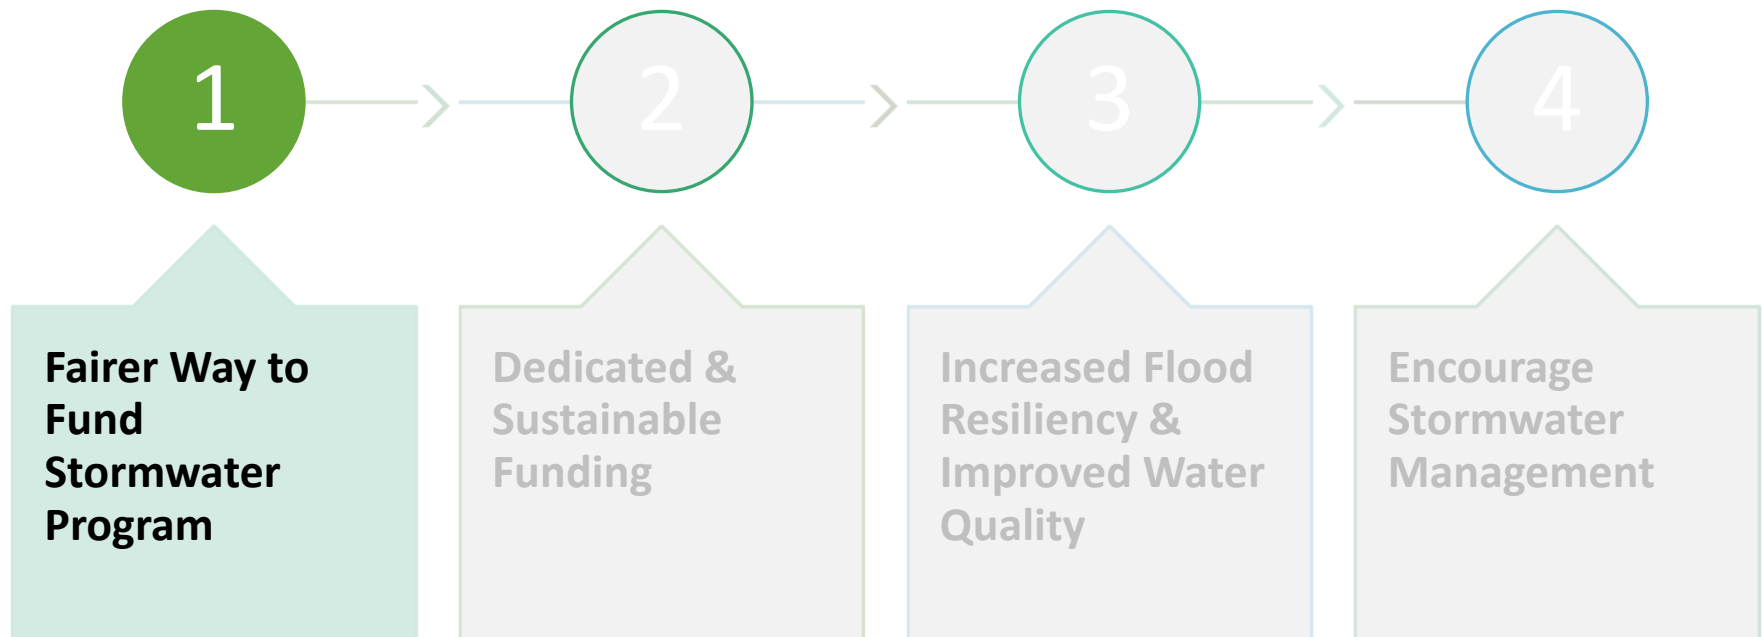 1
2
3
4
Fairer Way to
Fund
Stormwater
Program
Dedicated &
Sustainable
Funding
Increased Flood
Resiliency &
Improved Water
Quality
Encourage
Stormwater
Management